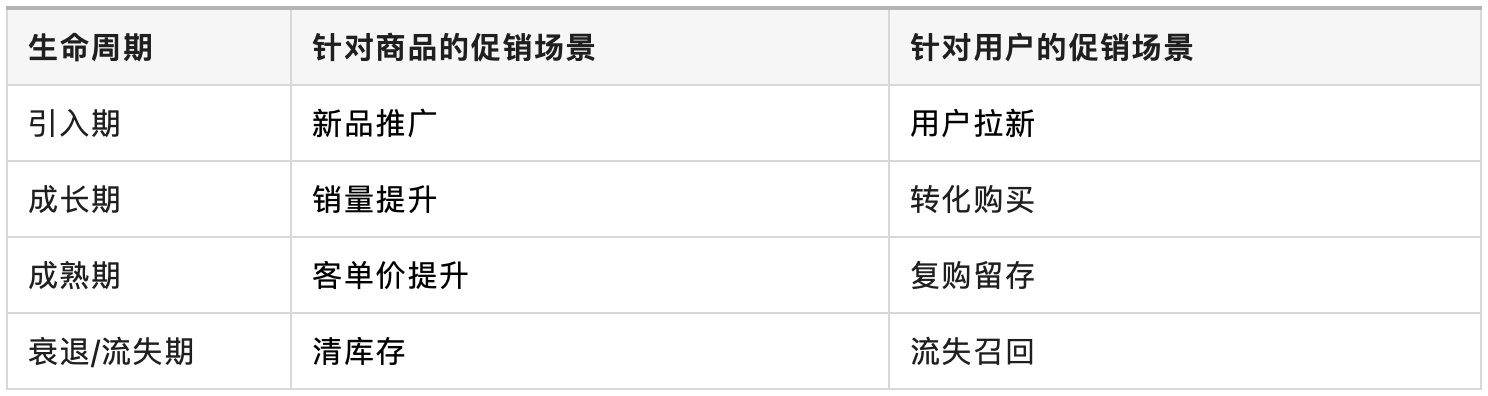 生命周期 针对商品的促销场景 针对用户的促销场景
引入期 新品推广 用户拉新
成长期 销量提升 转化购买
成熟期 客单价提升 复购留存
衰退/流失期 清库存 流失召回